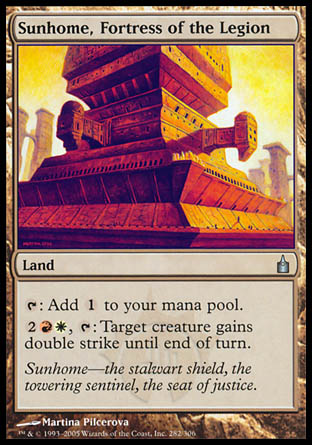 Sunhome, Fortress of the Legion
Land
: Add 1 to your mana pool.
2 , : Target creature gains
double strike until end of turn.
Sunhome—the stalwart shield, the
towering sentinel, the seat of justice.
Martina Pilcerova
™ & © 1993–2005 Wizards of the Coast, Inc. 282/306